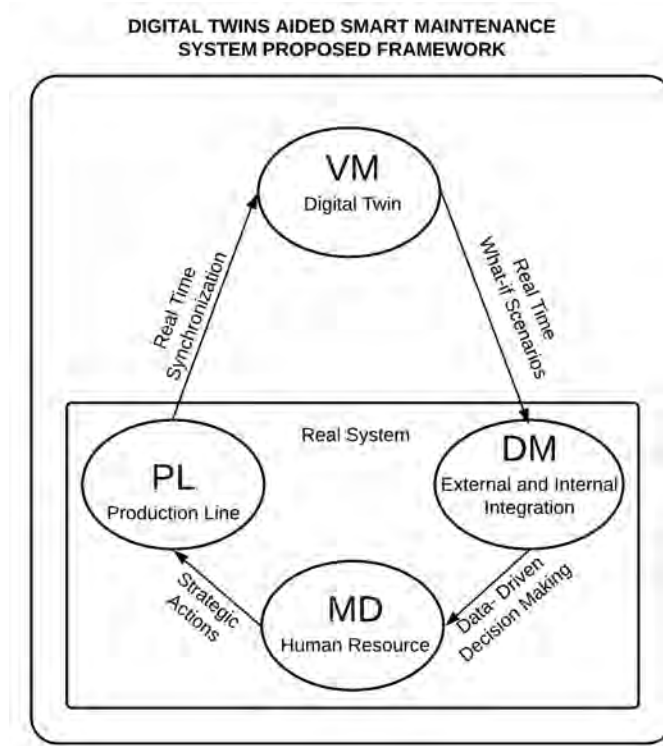 DIGITAL TWINS AIDED SMART MAINTENANCE
SYSTEM PROPOSED FRAMEWORK
VM
Digital Twin
Real Time
Synchronization
Real Time
What-if Scenarios
Real System
PL
Production Line
DM
External and Internal
Integration
Strategic
Actions
MD
Human Resource
Data- Driven
Decision Making